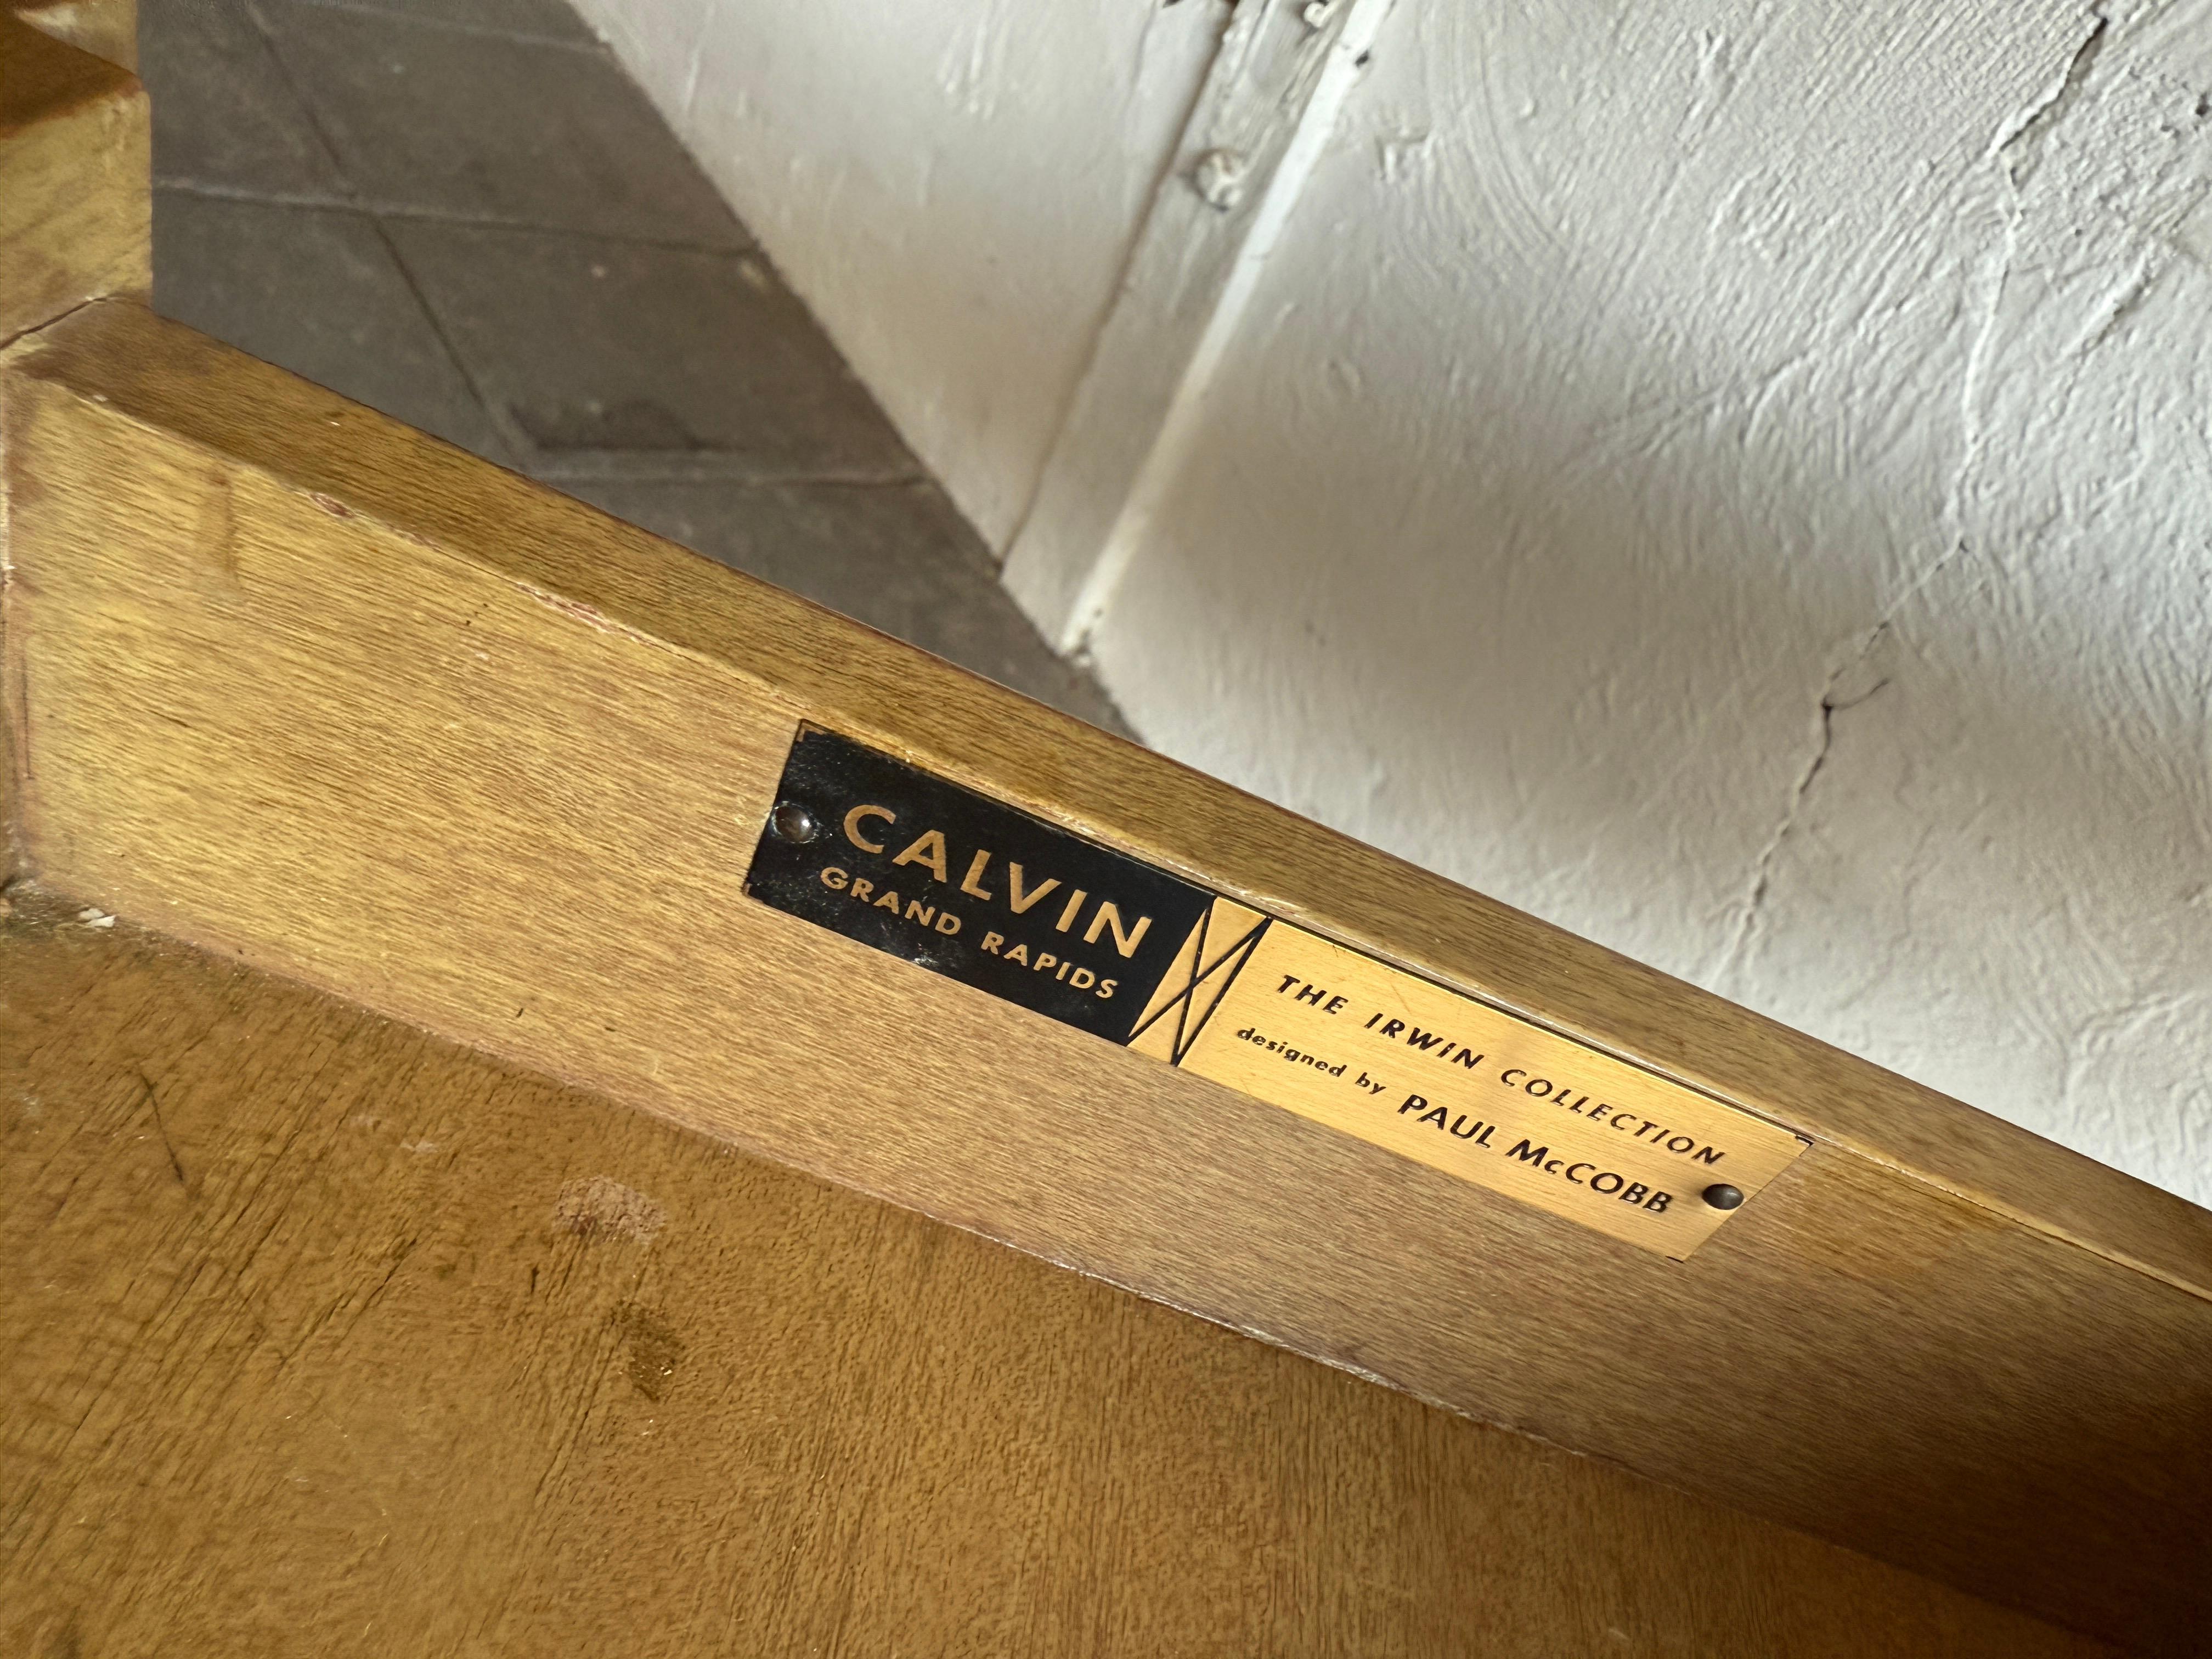 CALVIN
GRAND RAPIDS
THE IRWIN COLLECTION
designed by PAUL McCOBB